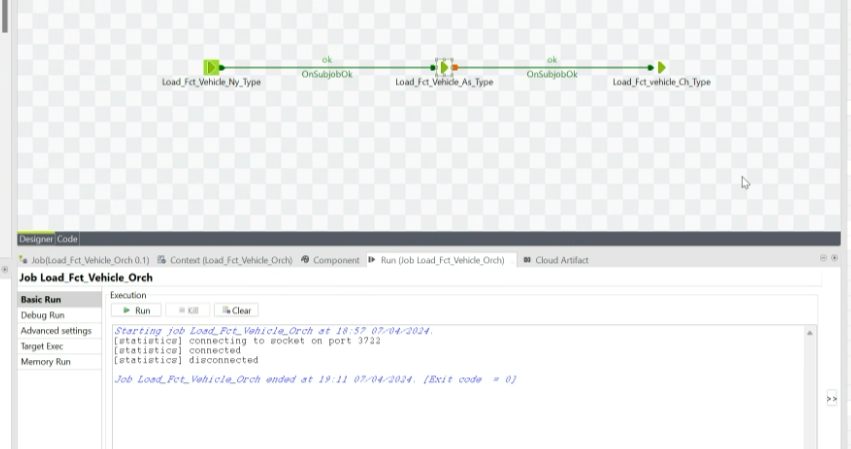 ok ok
OnSubjobOk OnSubjobOk
Load_Fct_Vehicle_Ny_Type Load_Fct_Vehicle_As_Type Load_Fct_vehicle_Ch_Type
Designer Code
Job(Load_Fct_Vehicle_Orch 0.1) Context (Load_Fct_Vehicle_Orch) Component Run (Job Load_Fct_Vehicle_Orch) Cloud Artifact
Job Load_Fct_Vehicle_Orch
Basic Run
Debug Run
Advanced settings
Target Exec
Memory Run
Execution
Run Kill Clear
Starting job Load_Fct_Vehicle_Orch at 18:57 07/04/2024.
[statistics] connecting to socket on port 3722
[statistics] connected
[statistics] disconnected
Job Load_Fct_Vehicle_Orch ended at 19:11 07/04/2024. [Exit code = 0]
>>